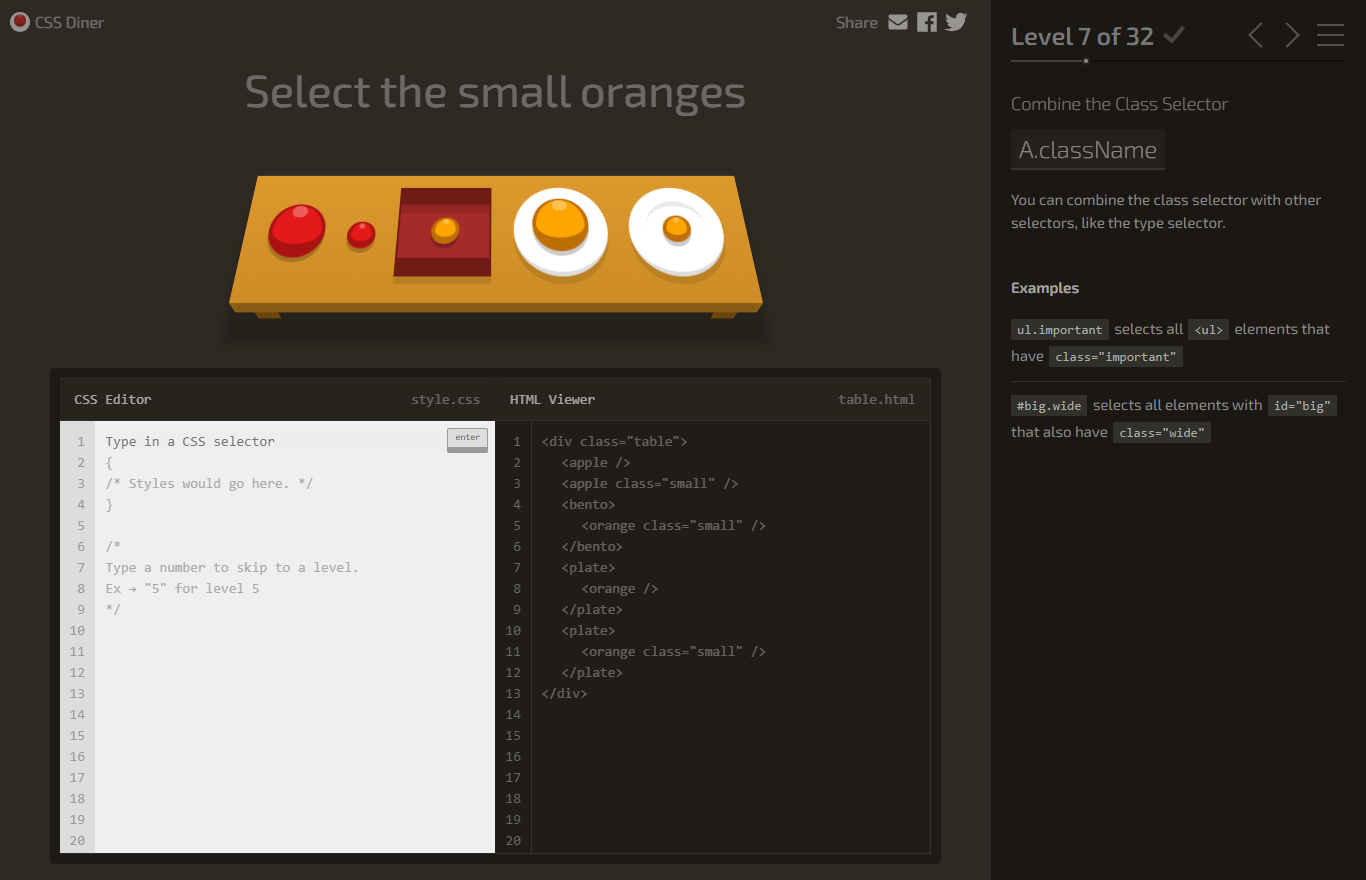 CSS Diner
Share
Select the small oranges
CSS Editor style.css
1 Type in a CSS selector enter
2 {
3 /* Styles would go here. */
4 }
5
6 /*
7 Type a number to skip to a level.
8 Ex → "5" for level 5
9 */
10
11
12
13
14
15
16
17
18
19
20
HTML Viewer table.html
1 <div class="table">
2 <apple />
3 <apple class="small" />
4 <bento>
5 <orange class="small" />
6 </bento>
7 <plate>
8 <orange />
9 </plate>
10 <plate>
11 <orange class="small" />
12 </plate>
13 </div>
14
15
16
17
18
19
20
Level 7 of 32
Combine the Class Selector
A.className
You can combine the class selector with other
selectors, like the type selector.
Examples
ul.important selects all <ul> elements that
have class="important"
#big.wide selects all elements with id="big"
that also have class="wide"